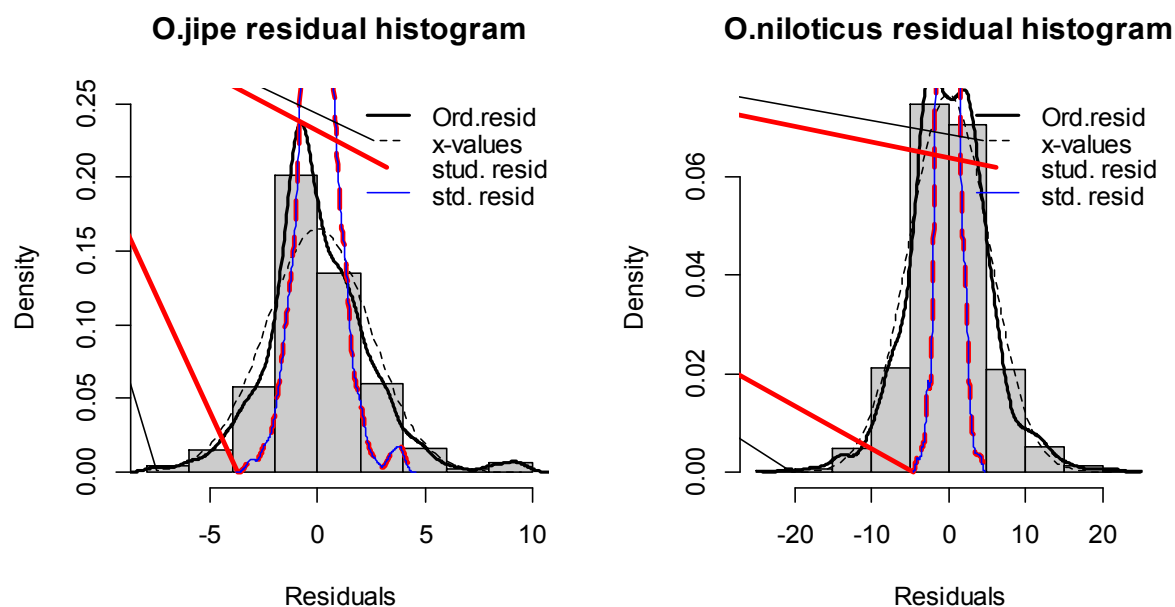 O.jipe residual histogram
Density
0.00
0.05
0.10
0.15
0.20
0.25
Ord.resid
x-values
stud. resid
std. resid
-5
0
5
10
Residuals
O.niloticus residual histogram
Density
0.00
0.02
0.04
0.06
Ord.resid
x-values
stud. resid
std. resid
-20
-10
0
10
20
Residuals